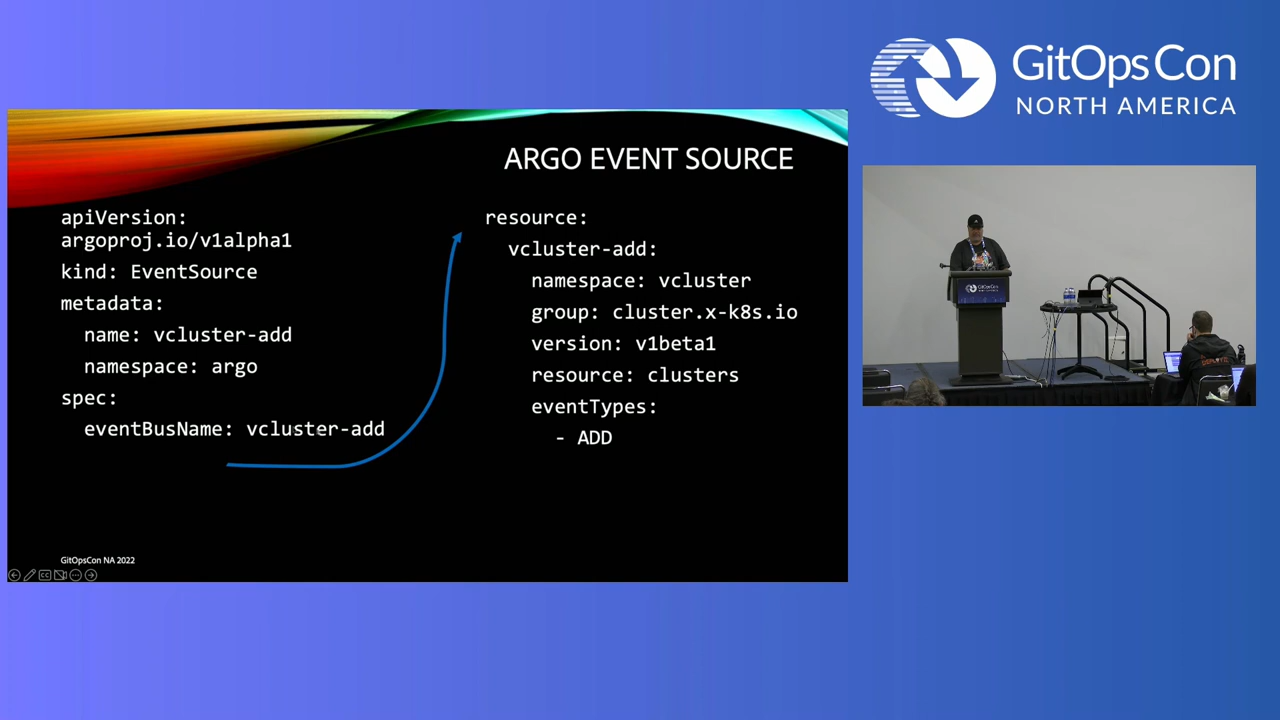 GitOpsCon
NORTH AMERICA
ARGO EVENT SOURCE
apiVersion:
argoproj.io/v1alpha1
kind: EventSource
metadata:
name: vcluster-add
namespace: argo
spec:
eventBusName: vcluster-add
resource:
vcluster-add:
namespace: vcluster
group: cluster.x-k8s.io
version: v1beta1
resource: clusters
eventTypes:
- ADD
GitOpsCon NA 2022
GitOpsCon